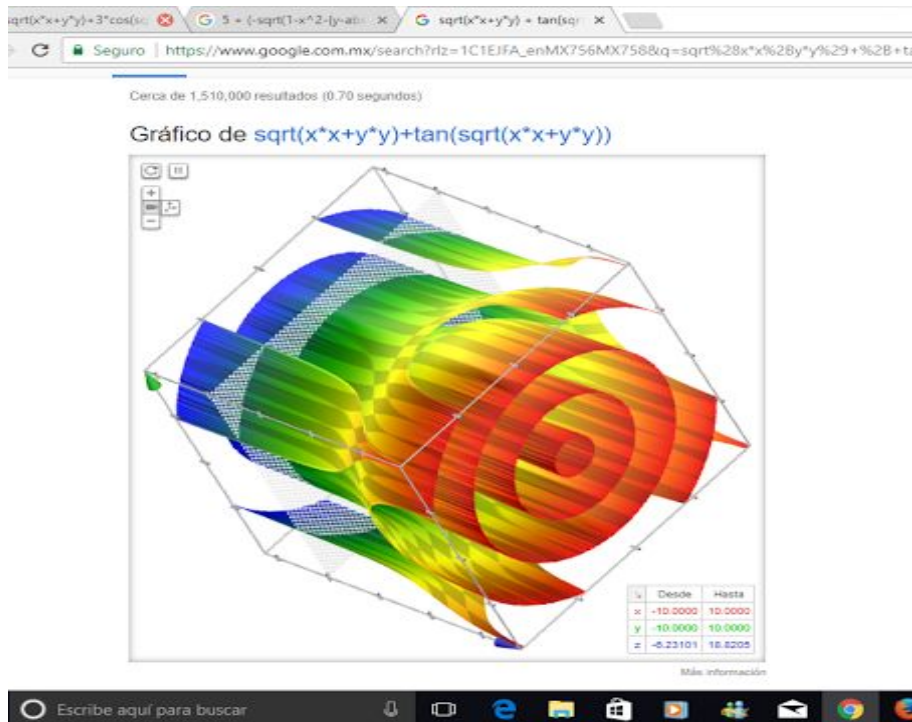 sqrt(x*x+y*y)+3*cos(sq
5 + (-sqrt(1-x^2-(y-abs
sqrt(x*x+y*y) + tan(sqr
Seguro | https://www.google.com.mx/search?rlz=1C1EJFA_enMX756MX758&q=sqrt%28x*x%2By*y%29+%2B+ta
Cerca de 1,510,000 resultados (0.70 segundos)
Gráfico de sqrt(x*x+y*y)+tan(sqrt(x*x+y*y))
Desde Hasta
x -10.0000 10.0000
y -10.0000 10.0000
z -6.23101 18.8205
Más información
Escribe aquí para buscar